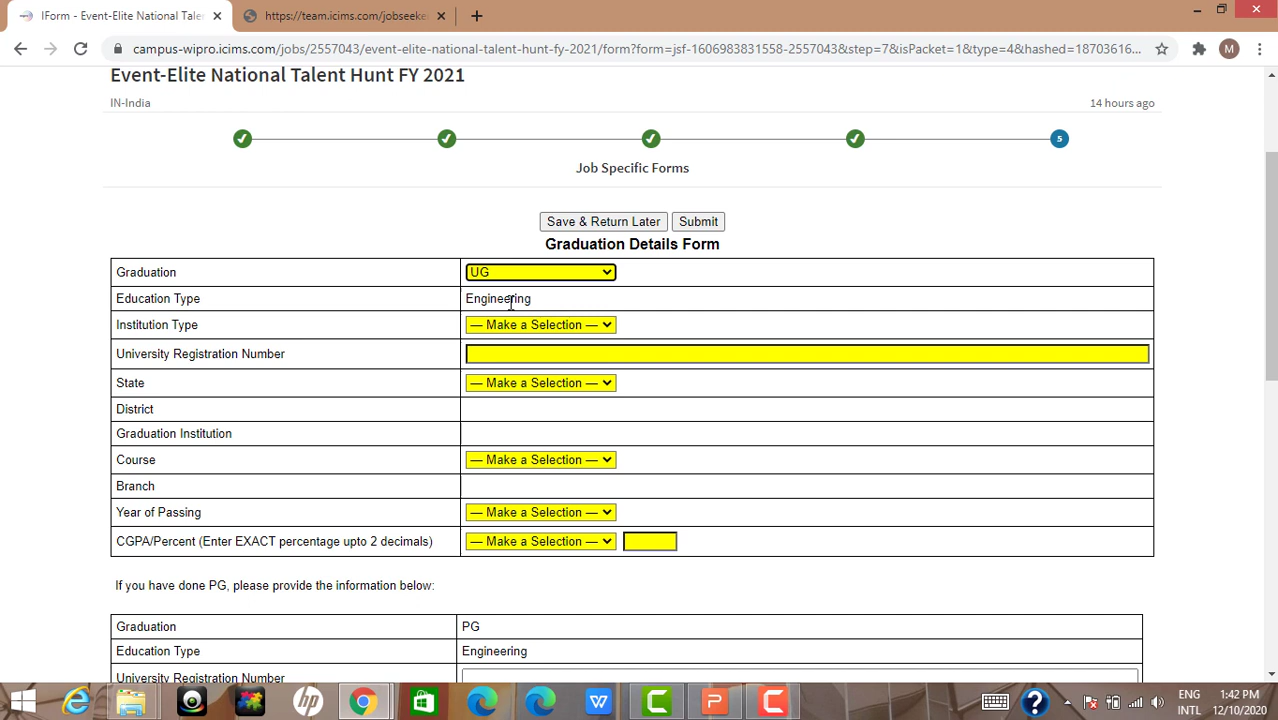 IForm - Event-Elite National Tale
https://team.icims.com/jobseeke
campus-wipro.icims.com/jobs/2557043/event-elite-national-talent-hunt-fy-2021/form?form=jsf-1606983831558-2557043&step=7&isPacket=1&type=4&hashed=18703616...
M
Event-Elite National Talent Hunt FY 2021
IN-India
14 hours ago
5
Job Specific Forms
Save & Return Later
Submit
Graduation Details Form
Graduation
UG
Education Type
Engineering
Institution Type
— Make a Selection —
University Registration Number
State
— Make a Selection —
District
Graduation Institution
Course
— Make a Selection —
Branch
Year of Passing
— Make a Selection —
CGPA/Percent (Enter EXACT percentage upto 2 decimals)
— Make a Selection —
If you have done PG, please provide the information below:
Graduation
PG
Education Type
Engineering
University Registration Number
ENG
INTL
1:42 PM
12/10/2020